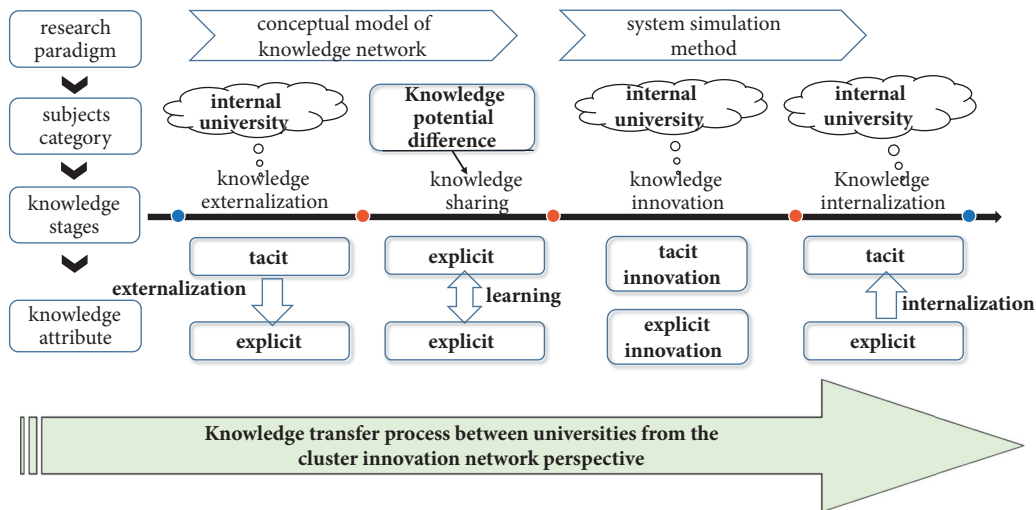 research
paradigm
conceptual model of
knowledge network
system simulation
method
subjects
category
internal
university
Knowledge
potential
difference
internal
university
internal
university
knowledge
stages
knowledge
externalization
knowledge
sharing
knowledge
innovation
Knowledge
internalization
knowledge
attribute
tacit
externalization
explicit
explicit
learning
explicit
tacit
innovation
explicit
innovation
tacit
internalization
explicit
Knowledge transfer process between universities from the
cluster innovation network perspective